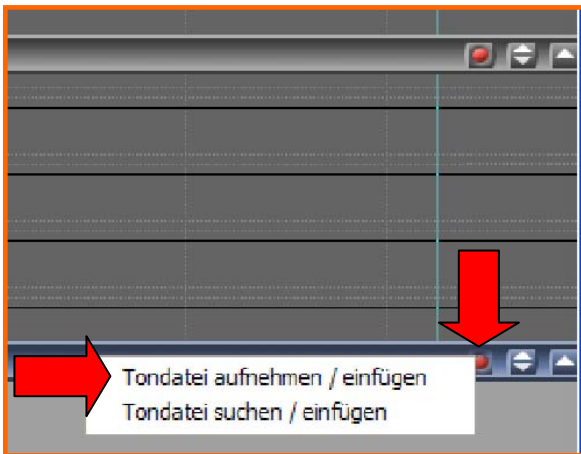 Tondatei aufnehmen / einfügen
Tondatei suchen / einfügen